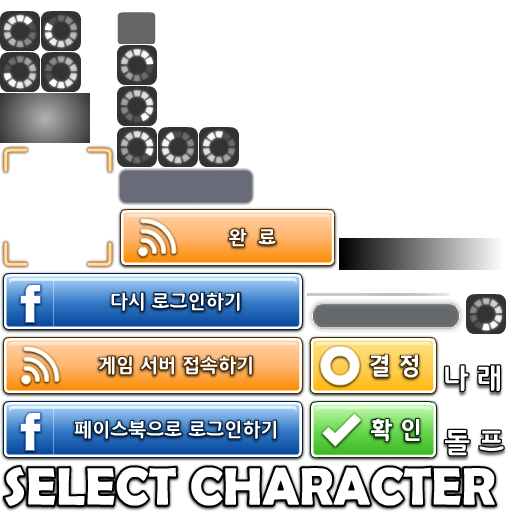 완 료
다시 로그인하기
게임 서버 접속하기
결 정
나 래
페이스북으로 로그인하기
확 인
돌 프
SELECT CHARACTER